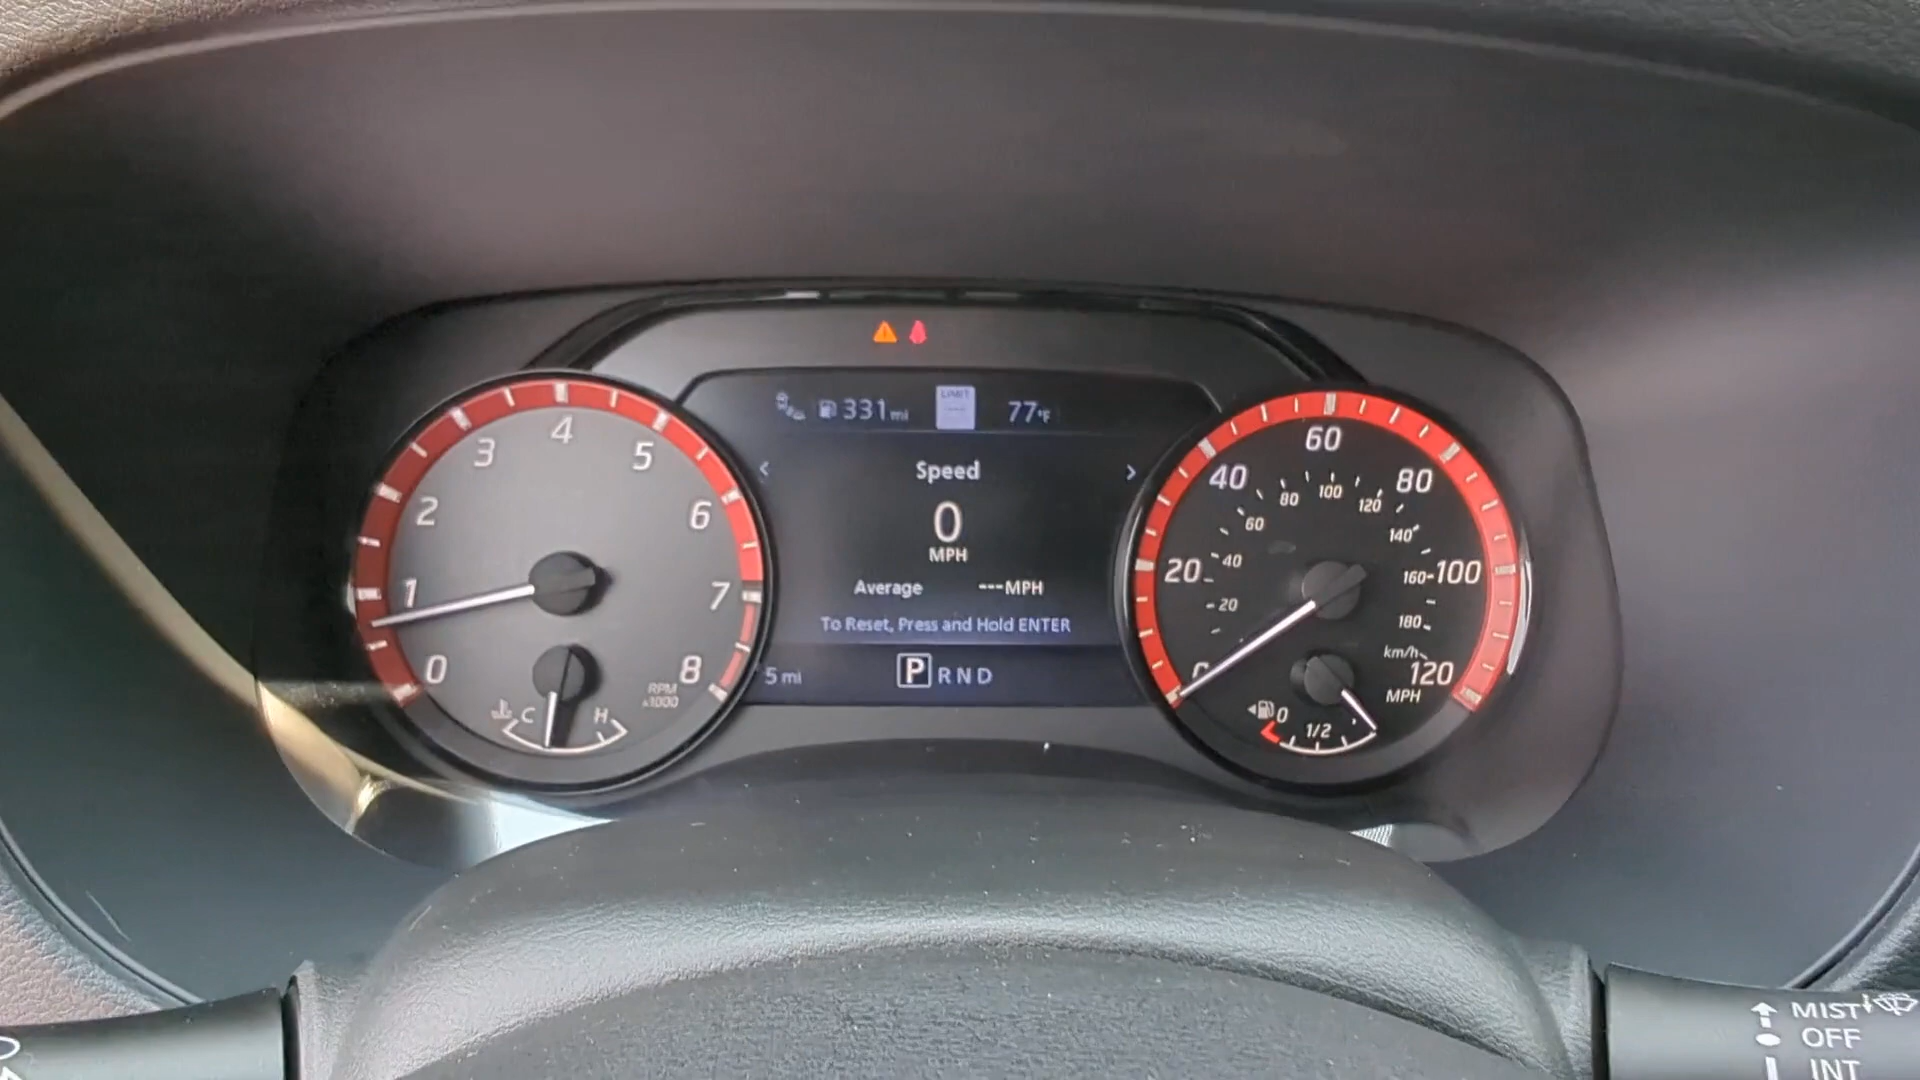 331 mi
LIMIT
77°F
Speed
0
MPH
Average ---MPH
To Reset, Press and Hold ENTER
5 mi
P R N D
0 1 2 3 4 5 6 7 8
RPM
x1000
C H
20 40 60 80 100 120
MPH
20 40 60 80 100 120 140 160 180
km/h
0 1/2
MIST
OFF
INT